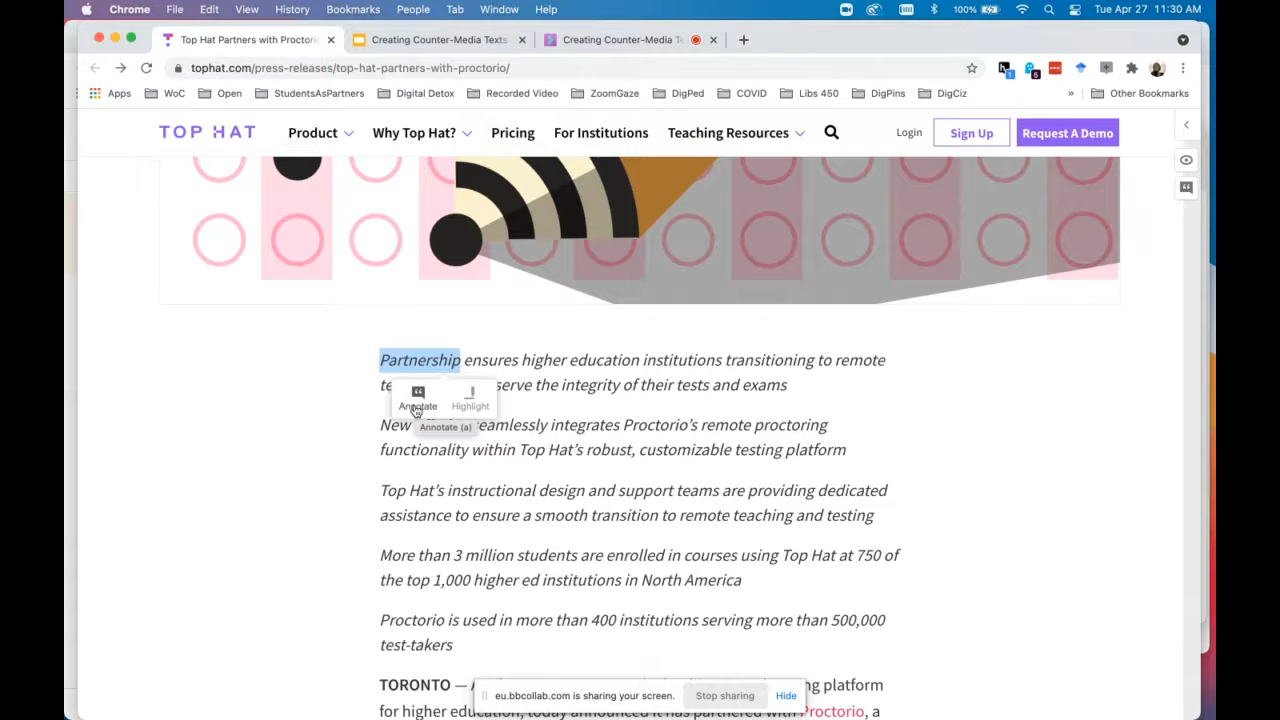 Chrome File Edit View History Bookmarks People Tab Window Help 100% Tue Apr 27 11:30 AM
Top Hat Partners with Proctorio Creating Counter-Media Texts Creating Counter-Media Te
tophat.com/press-releases/top-hat-partners-with-proctorio/ 1 6
Apps WoC Open StudentsAsPartners Digital Detox Recorded Video ZoomGaze DigPed COVID Libs 450 DigPins DigCiz » Other Bookmarks
TOP HAT Product Why Top Hat? Pricing For Institutions Teaching Resources Login Sign Up Request A Demo
Partnership ensures higher education institutions transitioning to remote
te serve the integrity of their tests and exams
Annotate Highlight
Annotate (a)
New eamlessly integrates Proctorio's remote proctoring
functionality within Top Hat's robust, customizable testing platform
Top Hat's instructional design and support teams are providing dedicated
assistance to ensure a smooth transition to remote teaching and testing
More than 3 million students are enrolled in courses using Top Hat at 750 of
the top 1,000 higher ed institutions in North America
Proctorio is used in more than 400 institutions serving more than 500,000
test-takers
TORONTO — ng platform
eu.bbcollab.com is sharing your screen. Stop sharing Hide
for higher education, today announced it has partnered with Proctorio, a